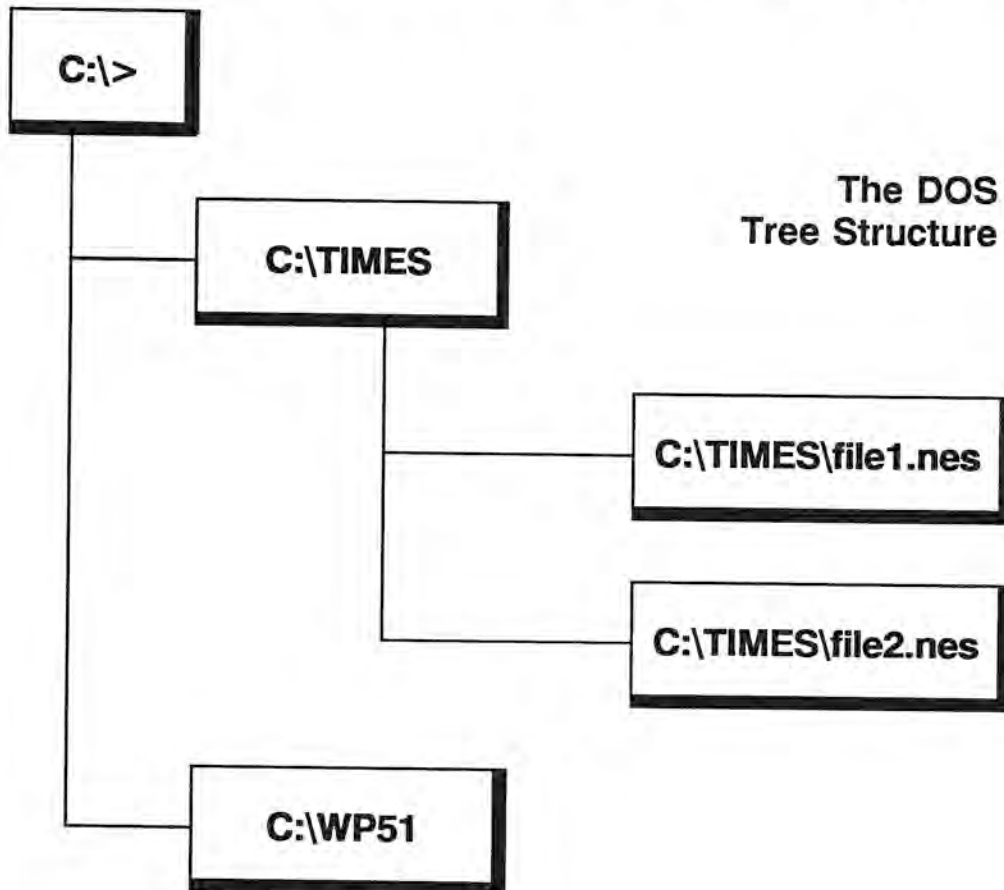 C:\>
The DOS
Tree Structure
C:\TIMES
C:\TIMES\file1.nes
C:\TIMES\file2.nes
C:\WP51